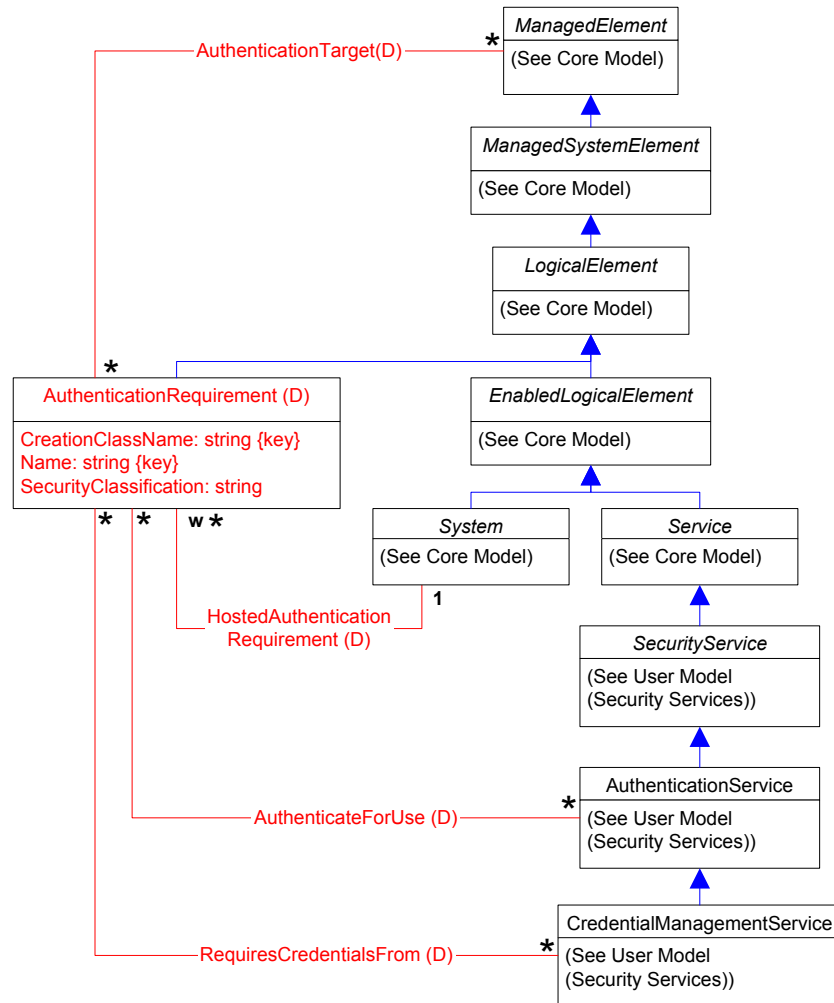 ManagedElement
AuthenticationTarget(D)
*
(See Core Model)
ManagedSystemElement
(See Core Model)
LogicalElement
(See Core Model)
*
AuthenticationRequirement (D)
EnabledLogicalElement
CreationClassName: string {key}
Name: string {key}
SecurityClassification: string
(See Core Model)
* * w *
System
Service
(See Core Model)
(See Core Model)
1
HostedAuthentication
Requirement (D)
SecurityService
(See User Model
(Security Services))
AuthenticationService
*
AuthenticateForUse (D)
(See User Model
(Security Services))
CredentialManagementService
RequiresCredentialsFrom (D)
*
(See User Model
(Security Services))